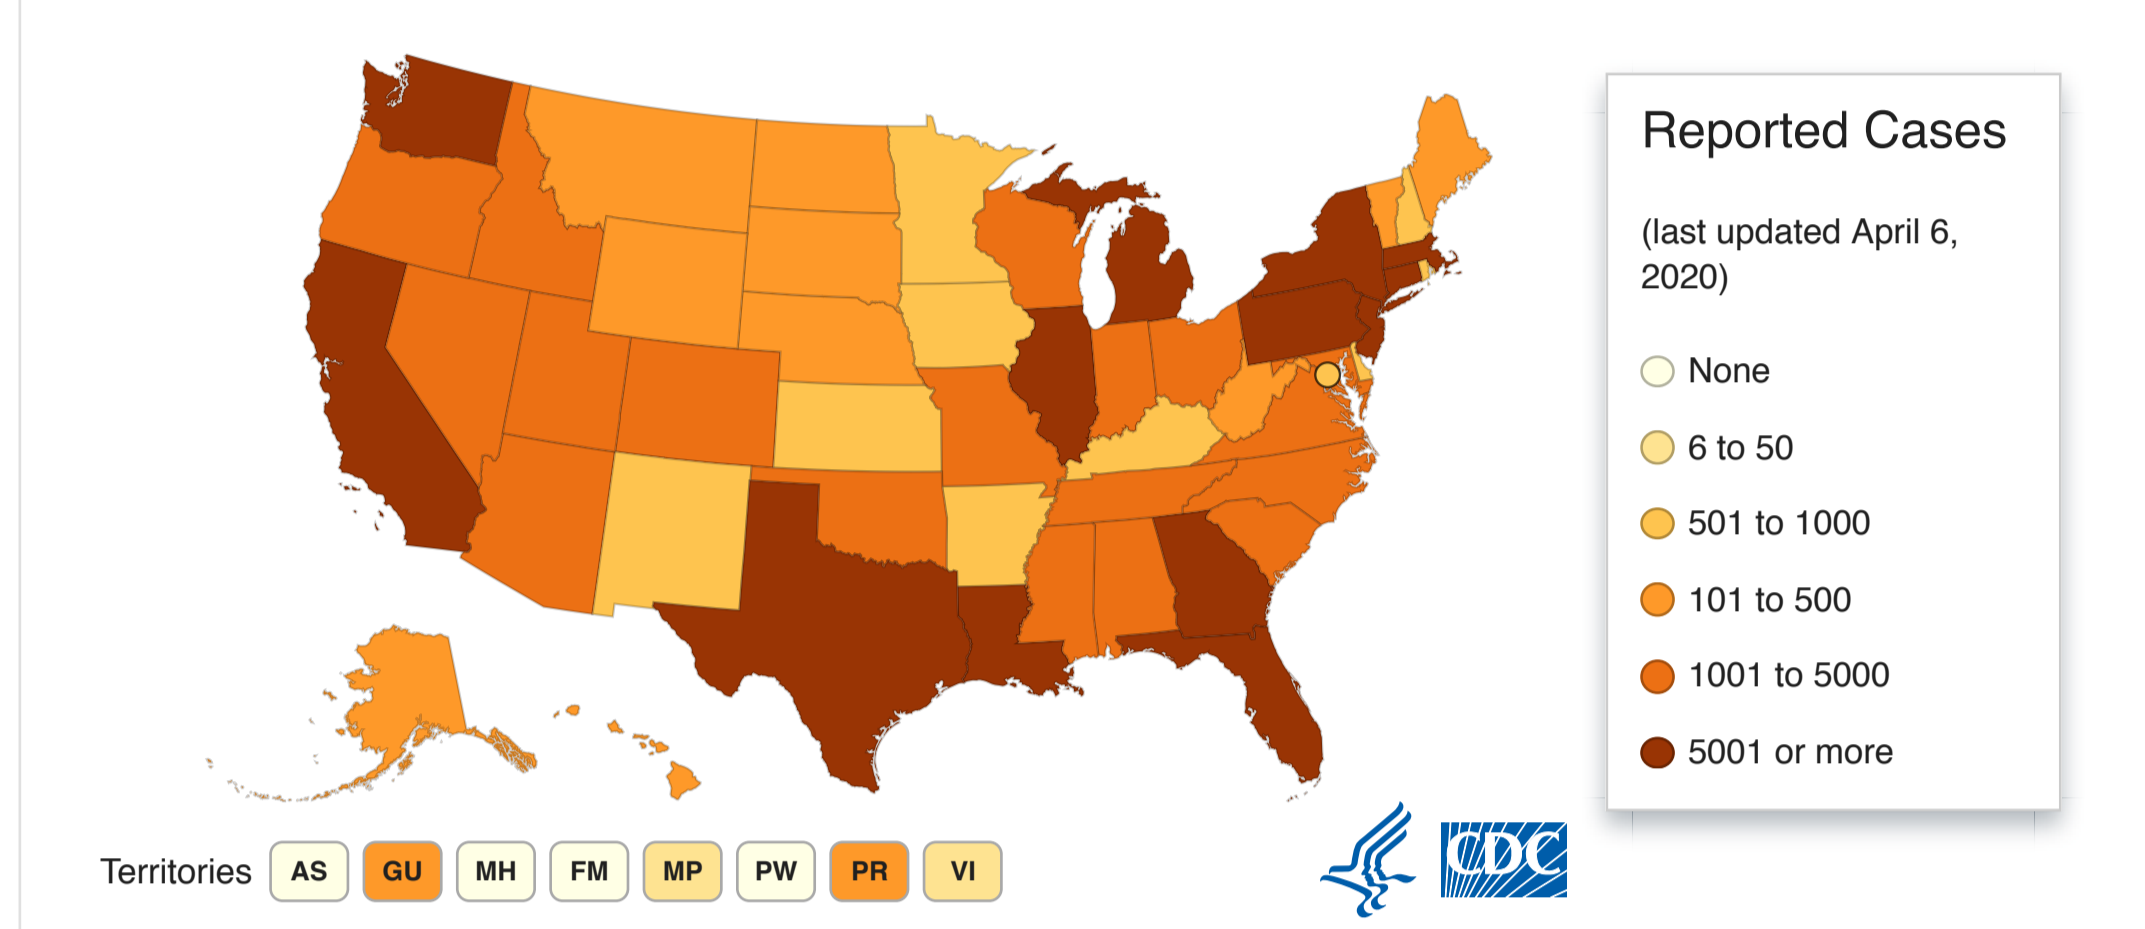 Reported Cases
(last updated April 6,
2020)
None
6 to 50
501 to 1000
101 to 500
1001 to 5000
5001 or more
Territories AS GU MH FM MP PW PR VI
CDC